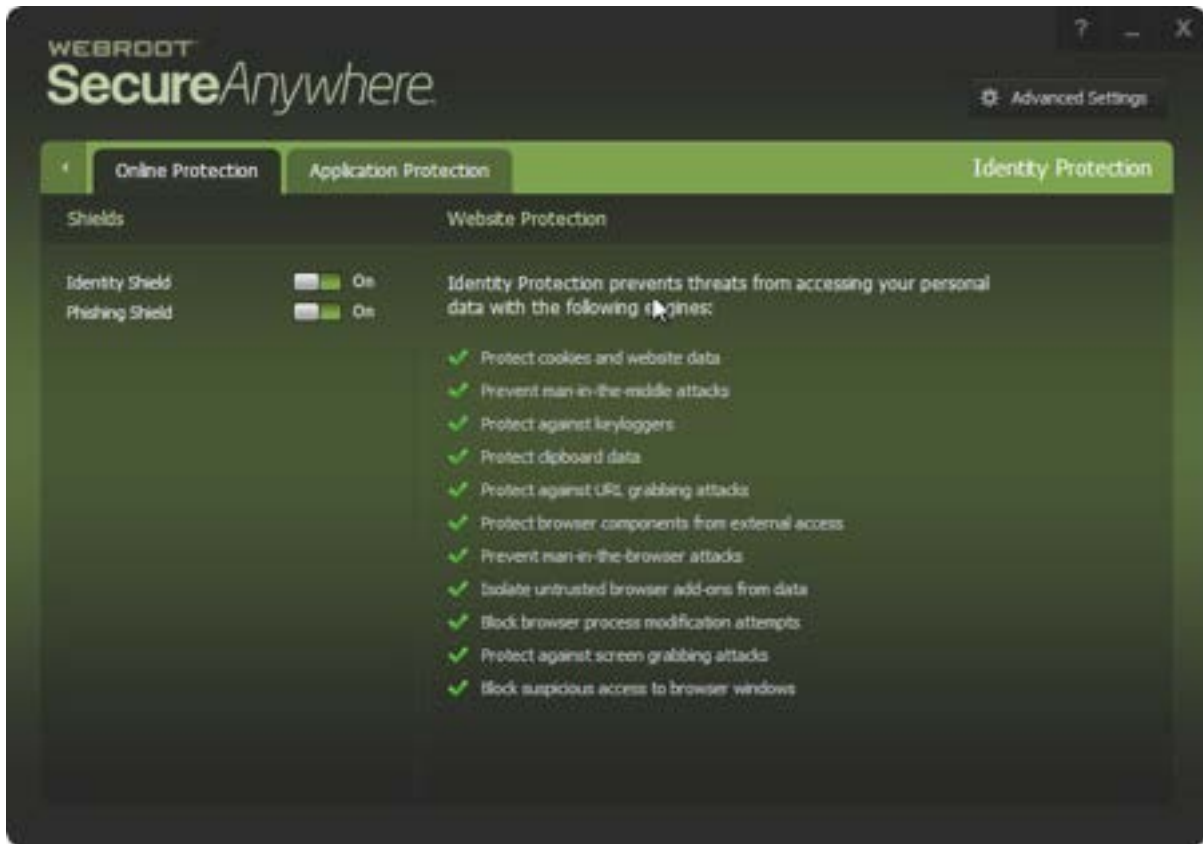 WEBROOT
SecureAnywhere
? _ X
Advanced Settings
Online Protection
Application Protection
Identity Protection
Shields
Website Protection
Identity Shield On
Phishing Shield On
Identity Protection prevents threats from accessing your personal
data with the following engines:
Protect cookies and website data
Prevent man-in-the-middle attacks
Protect against keyloggers
Protect clipboard data
Protect against URL grabbing attacks
Protect browser components from external access
Prevent man-in-the-browser attacks
Isolate untrusted browser add-ons from data
Block browser process modification attempts
Protect against screen grabbing attacks
Block suspicious access to browser windows